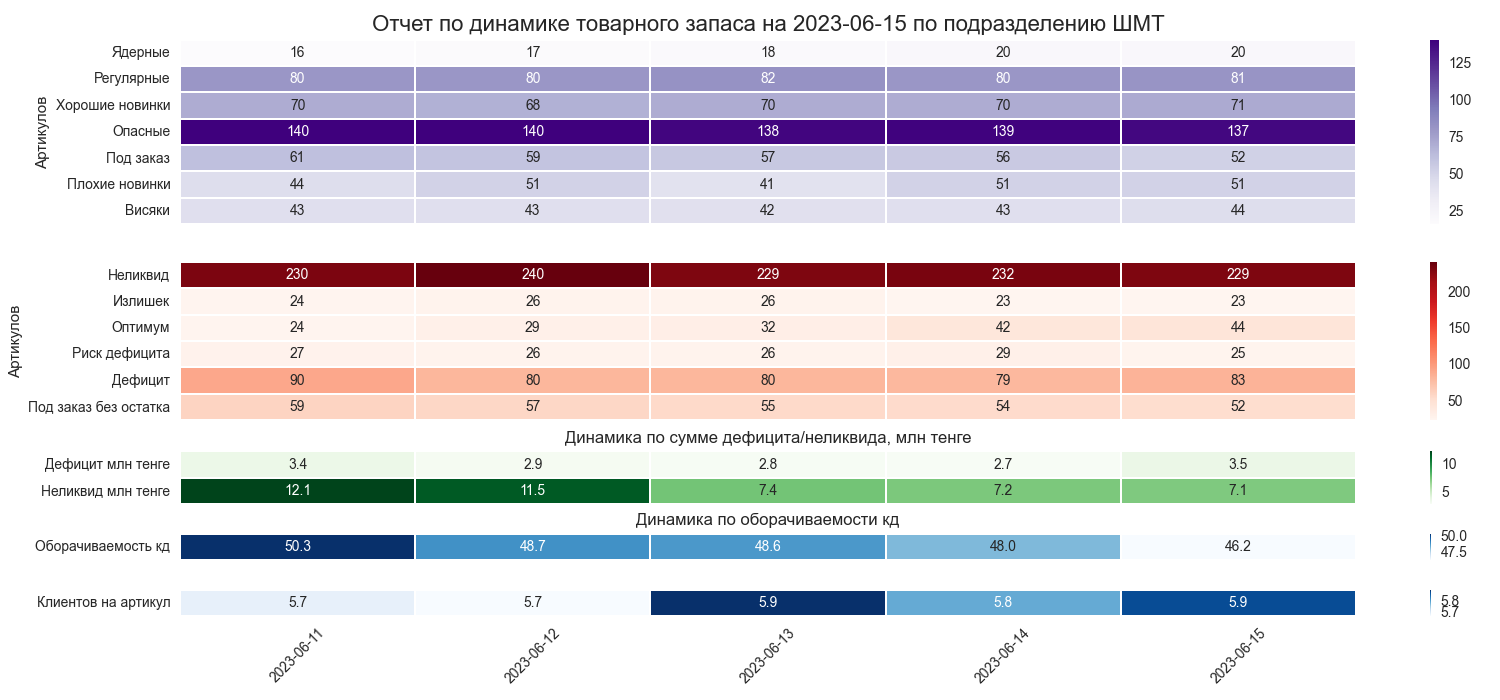 Отчет по динамике товарного запаса на 2023-06-15 по подразделению ШМТ
Артикулов
Ядерные 16 17 18 20 20
Регулярные 80 80 82 80 81
Хорошие новинки 70 68 70 70 71
Опасные 140 140 138 139 137
Под заказ 61 59 57 56 52
Плохие новинки 44 51 41 51 51
Висяки 43 43 42 43 44
125
100
75
50
25
Артикулов
Неликвид 230 240 229 232 229
Излишек 24 26 26 23 23
Оптимум 24 29 32 42 44
Риск дефицита 27 26 26 29 25
Дефицит 90 80 80 79 83
Под заказ без остатка 59 57 55 54 52
200
150
100
50
Динамика по сумме дефицита/неликвида, млн тенге
Дефицит млн тенге 3.4 2.9 2.8 2.7 3.5
Неликвид млн тенге 12.1 11.5 7.4 7.2 7.1
10
5
Динамика по оборачиваемости кд
Оборачиваемость кд 50.3 48.7 48.6 48.0 46.2
50.0
47.5
Клиентов на артикул 5.7 5.7 5.9 5.8 5.9
5.8
5.7
2023-06-11 2023-06-12 2023-06-13 2023-06-14 2023-06-15